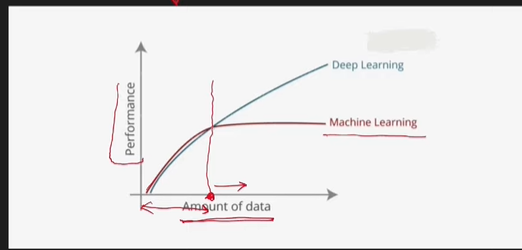 Deep Learning
Performance
Machine Learning
Amount of data